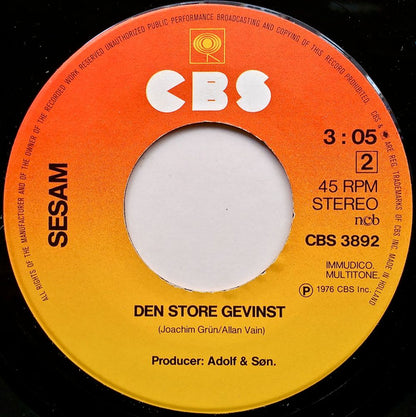 ALL RIGHTS OF THE MANUFACTURER AND OF THE OWNER OF THE RECORDED WORK RESERVED UNAUTHORIZED PUBLIC PERFORMANCE BROADCASTING AND COPYING OF THIS RECORD PROHIBITED
CBS
3 : 05
2
45 RPM
STEREO
ncb
CBS 3892
IMMUDICO.
MULTITONE.
P 1976 CBS Inc.
SESAM
DEN STORE GEVINST
(Joachim Grün/Allan Vain)
Producer: Adolf & Søn.
ARE REG. TRADEMARKS OF CBS INC. MADE IN HOLLAND